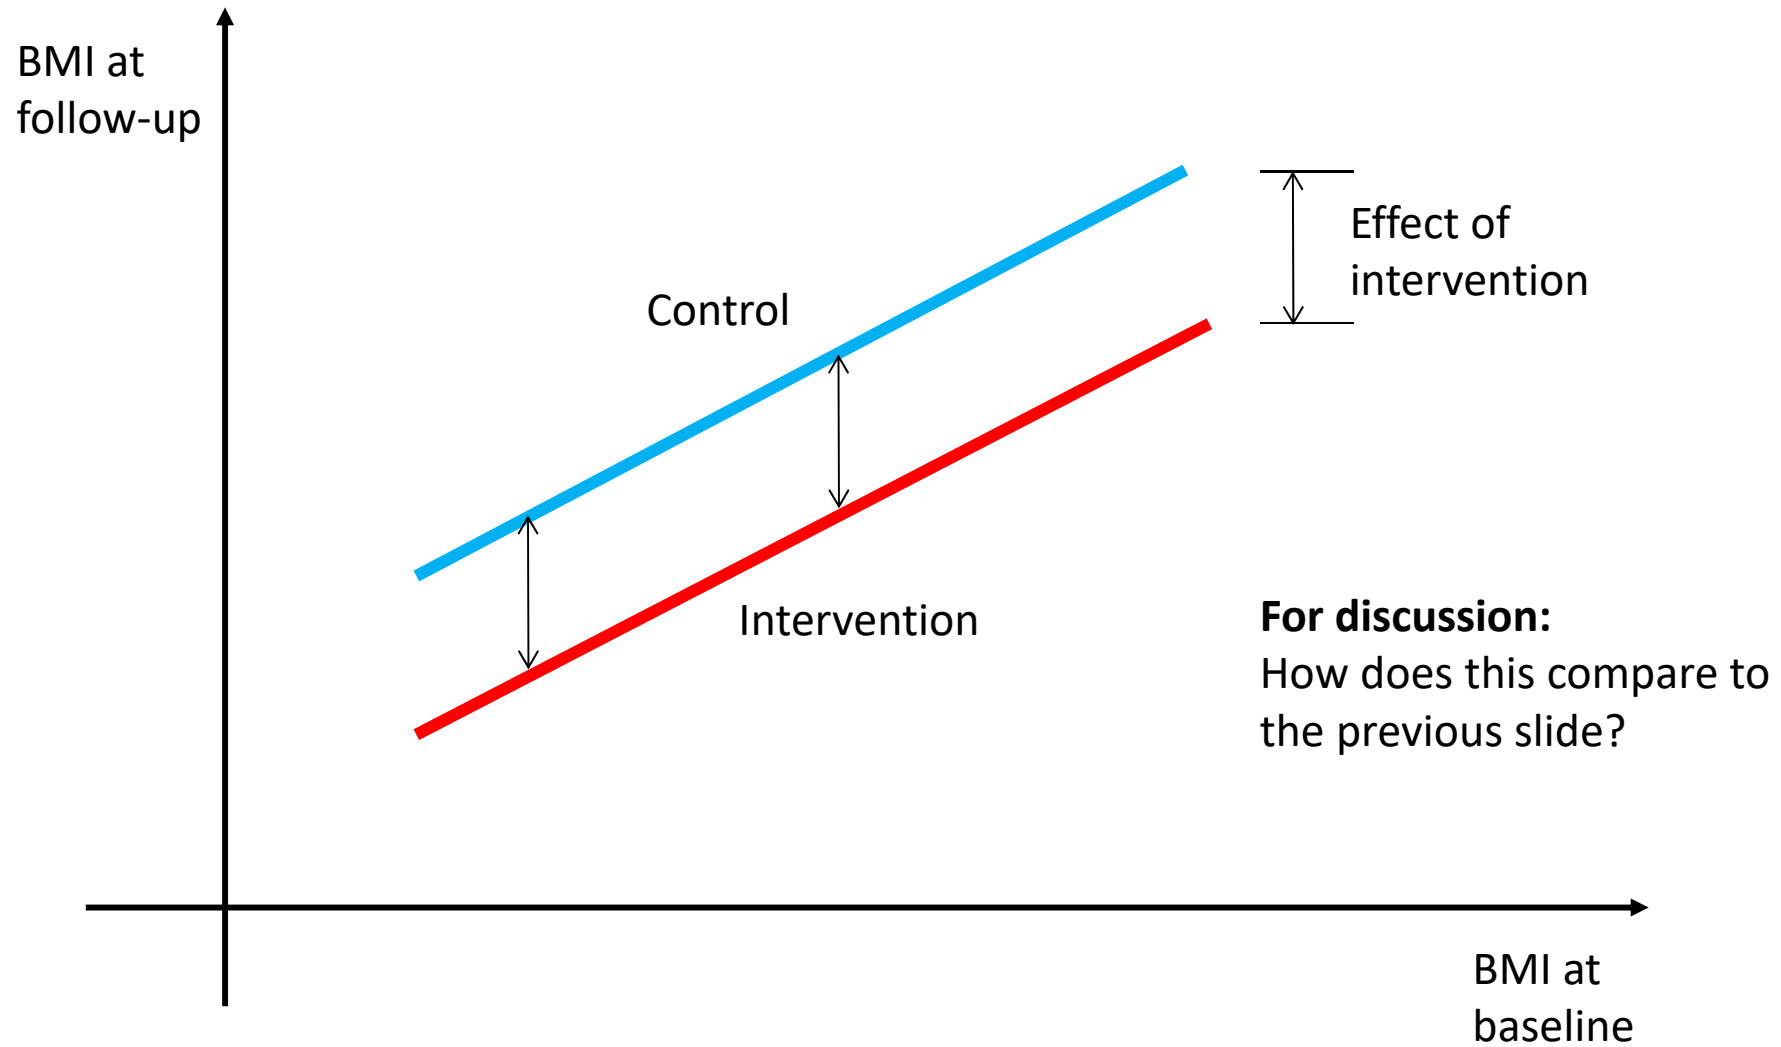 BMI at
follow-up
Control
Effect of
intervention
Intervention
For discussion:
How does this compare to
the previous slide?
BMI at
baseline